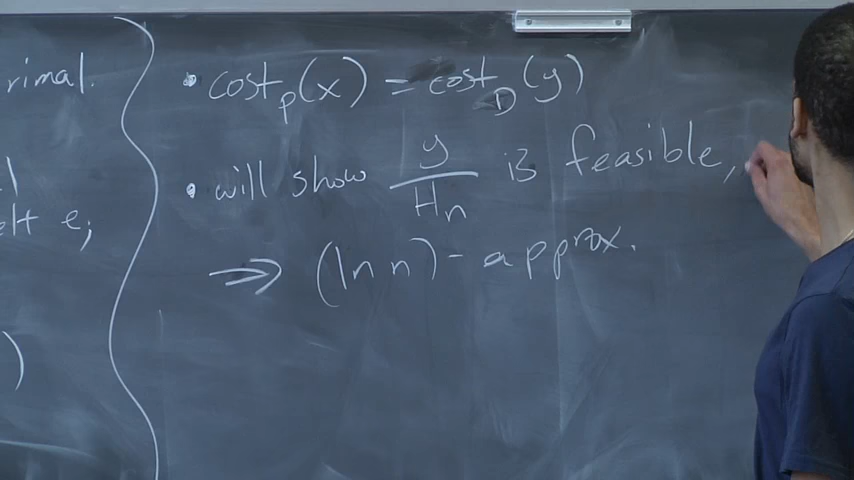 rimal.
elt e;
)
• cost_P(x) = cost_D(y)
• will show y/H_n is feasible,
⇒ (ln n)-approx.